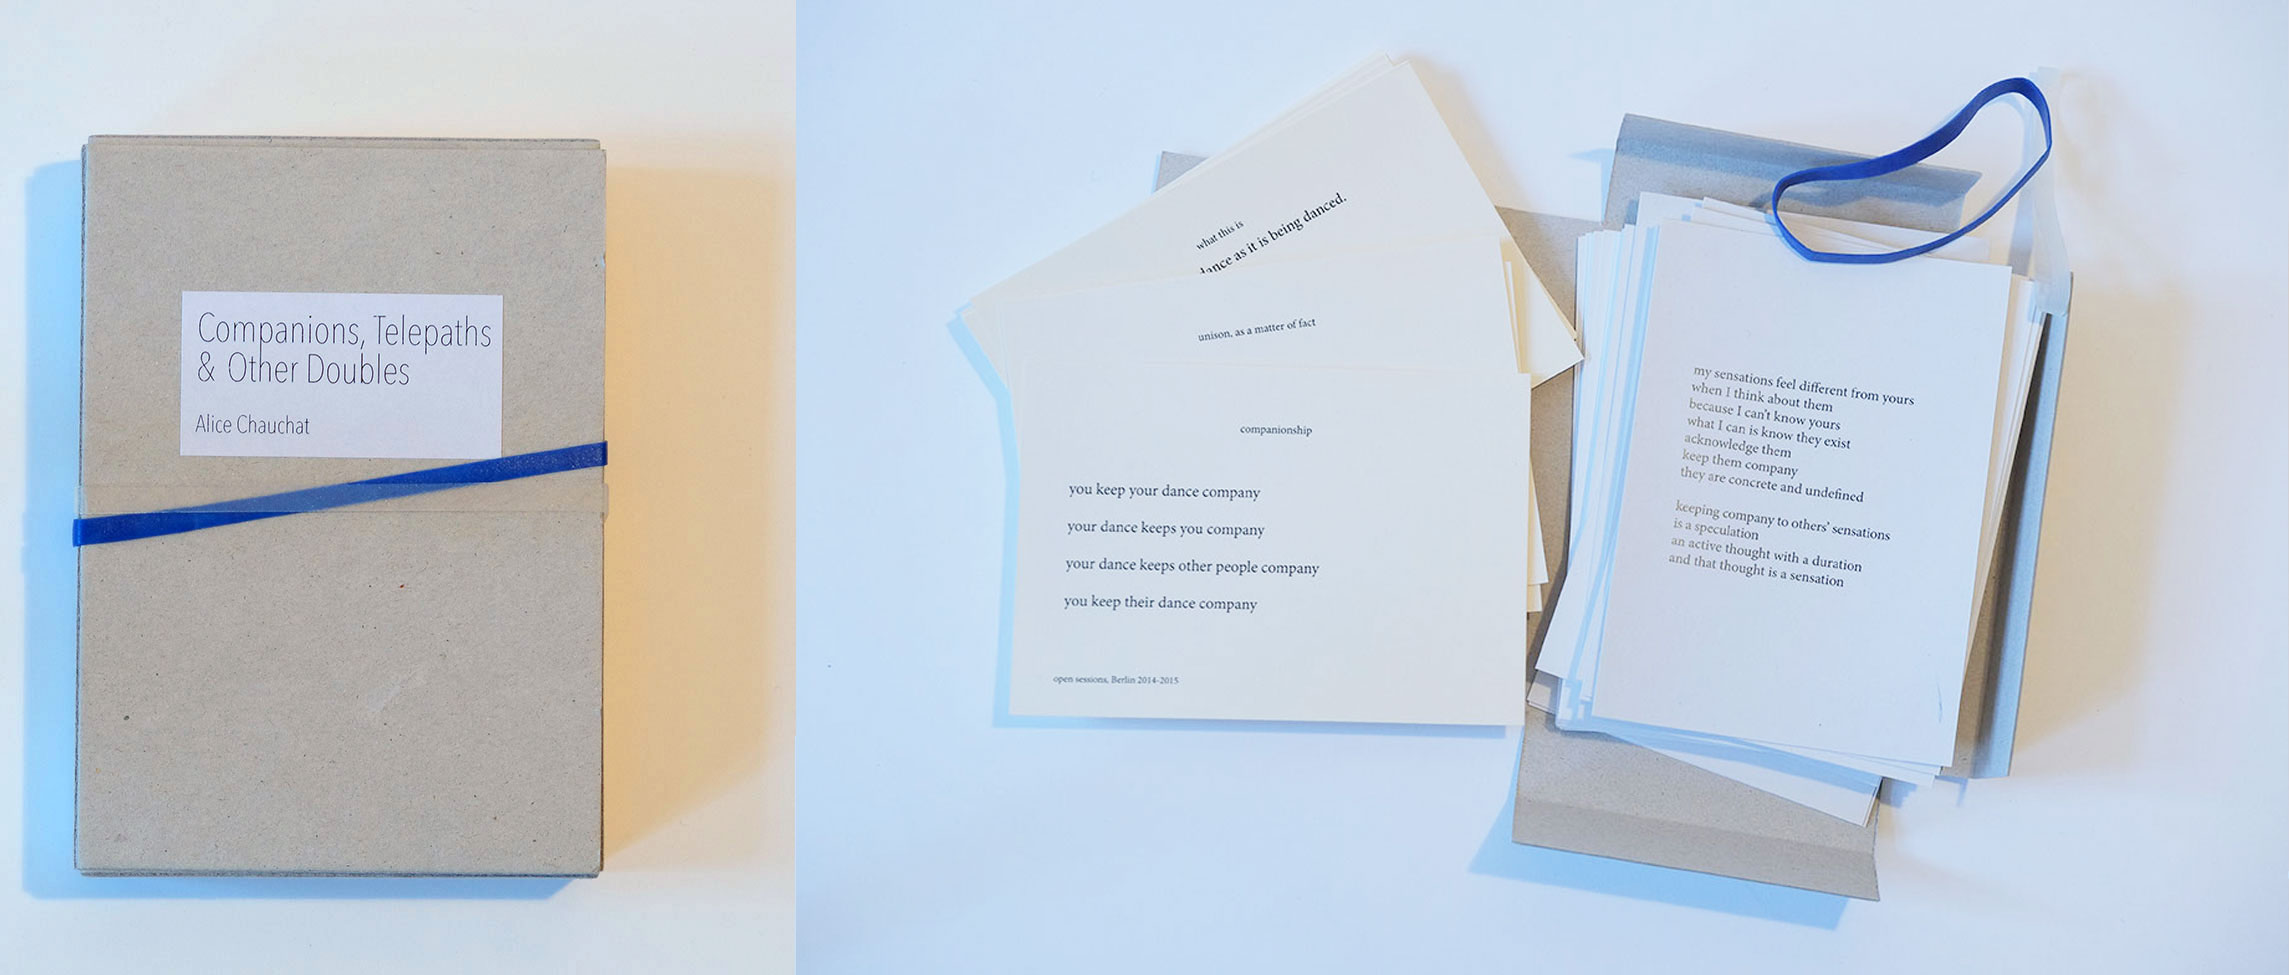 Companions, Telepaths
& Other Doubles
Alice Chauchat
what this is
dance as it is being danced.
unison, as a matter of fact
companionship
you keep your dance company
your dance keeps you company
your dance keeps other people company
you keep their dance company
open sessions, Berlin 2014-2015
my sensations feel different from yours
when I think about them
because I can't know yours
what I can is know they exist
acknowledge them
keep them company
they are concrete and undefined
keeping company to others' sensations
is a speculation
an active thought with a duration
and that thought is a sensation